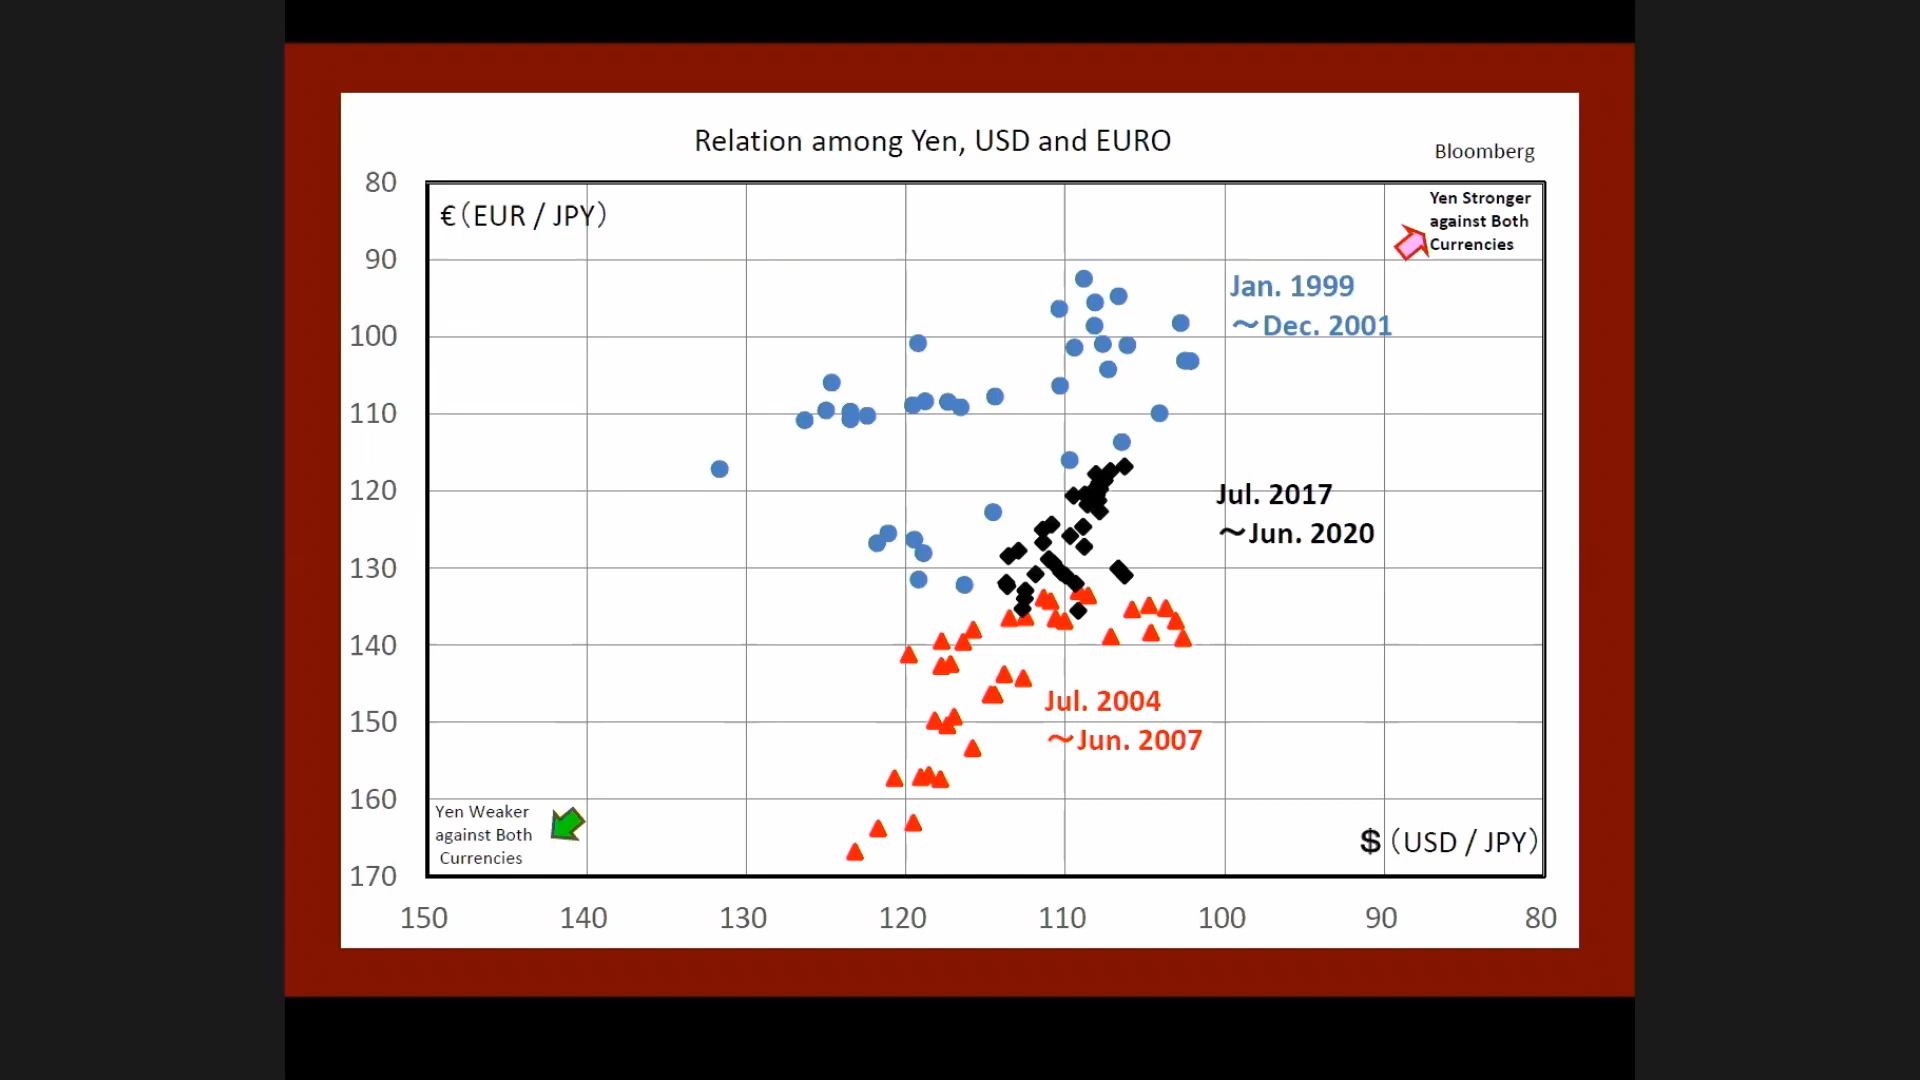 Relation among Yen, USD and EURO
Bloomberg
80
90
100
110
120
130
140
150
160
170
€（EUR / JPY）
Yen Stronger
against Both
Currencies
Jan. 1999
～Dec. 2001
Jul. 2017
～Jun. 2020
Jul. 2004
～Jun. 2007
Yen Weaker
against Both
Currencies
$（USD / JPY）
150 140 130 120 110 100 90 80